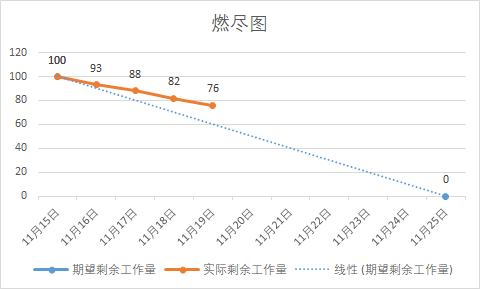 燃尽图
120
100
80
60
40
20
0
100
93
88
82
76
0
11月15日
11月16日
11月17日
11月18日
11月19日
11月20日
11月21日
11月22日
11月23日
11月24日
11月25日
期望剩余工作量 实际剩余工作量 线性 (期望剩余工作量)